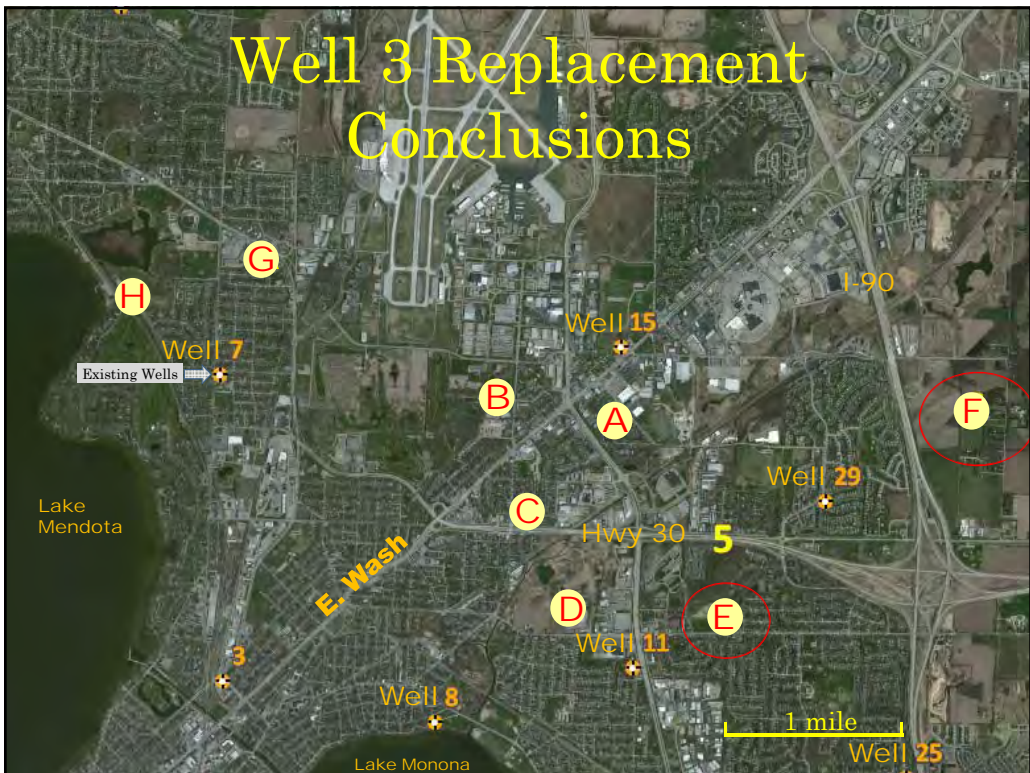 Well 3 Replacement
Conclusions
I-90
G
H
Well 15
Well 7
Existing Wells
B
A
F
Well 29
Lake
Mendota
C
Hwy 30
5
E. Wash
D
E
Well 11
3
Well 8
1 mile
Well 25
Lake Monona